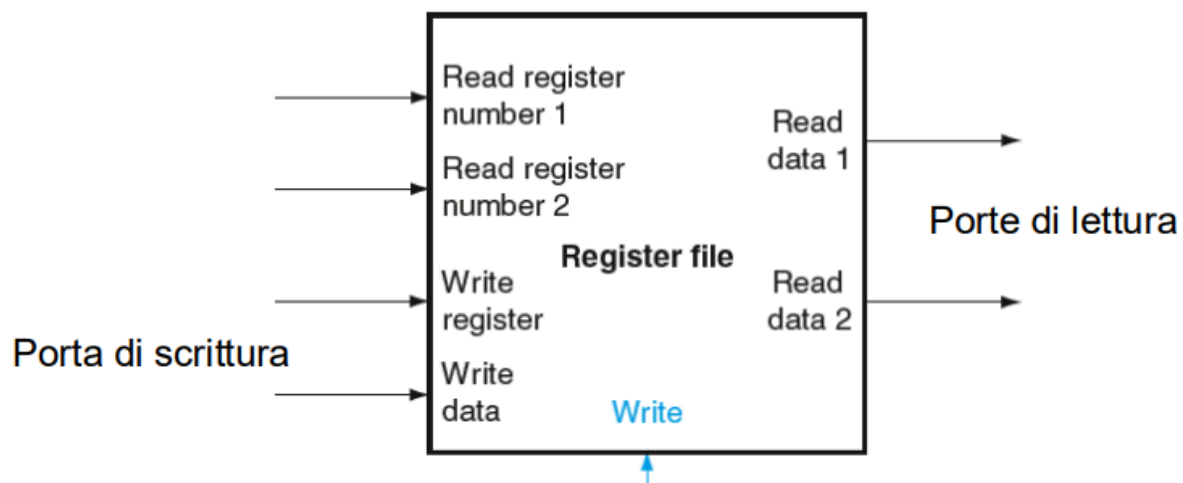 Read register
number 1
Read
data 1
Read register
number 2
Porte di lettura
Register file
Write
register
Read
data 2
Porta di scrittura
Write
data
Write